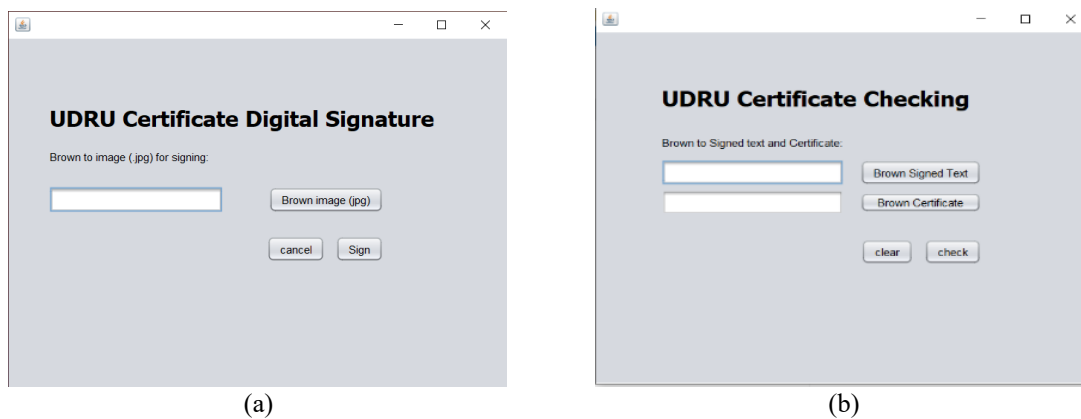 UDRU Certificate Digital Signature
Brown to image (.jpg) for signing:
Brown image (jpg)
cancel Sign
(a)
UDRU Certificate Checking
Brown to Signed text and Certificate:
Brown Signed Text
Brown Certificate
clear check
(b)